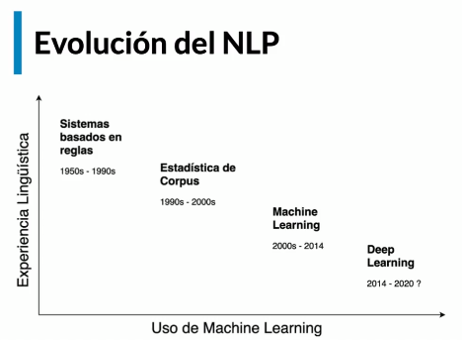 Evolución del NLP
Experiencia Lingüística
Sistemas
basados en
reglas
1950s - 1990s
Estadística de
Corpus
1990s - 2000s
Machine
Learning
2000s - 2014
Deep
Learning
2014 - 2020 ?
Uso de Machine Learning